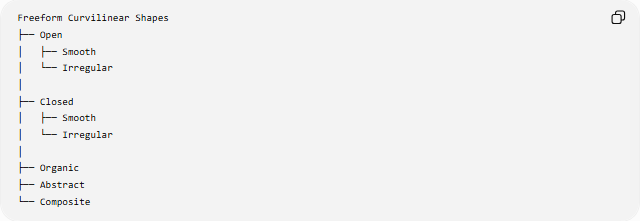 Freeform Curvilinear Shapes
├── Open
│   ├── Smooth
│   └── Irregular
│
├── Closed
│   ├── Smooth
│   └── Irregular
│
├── Organic
├── Abstract
└── Composite